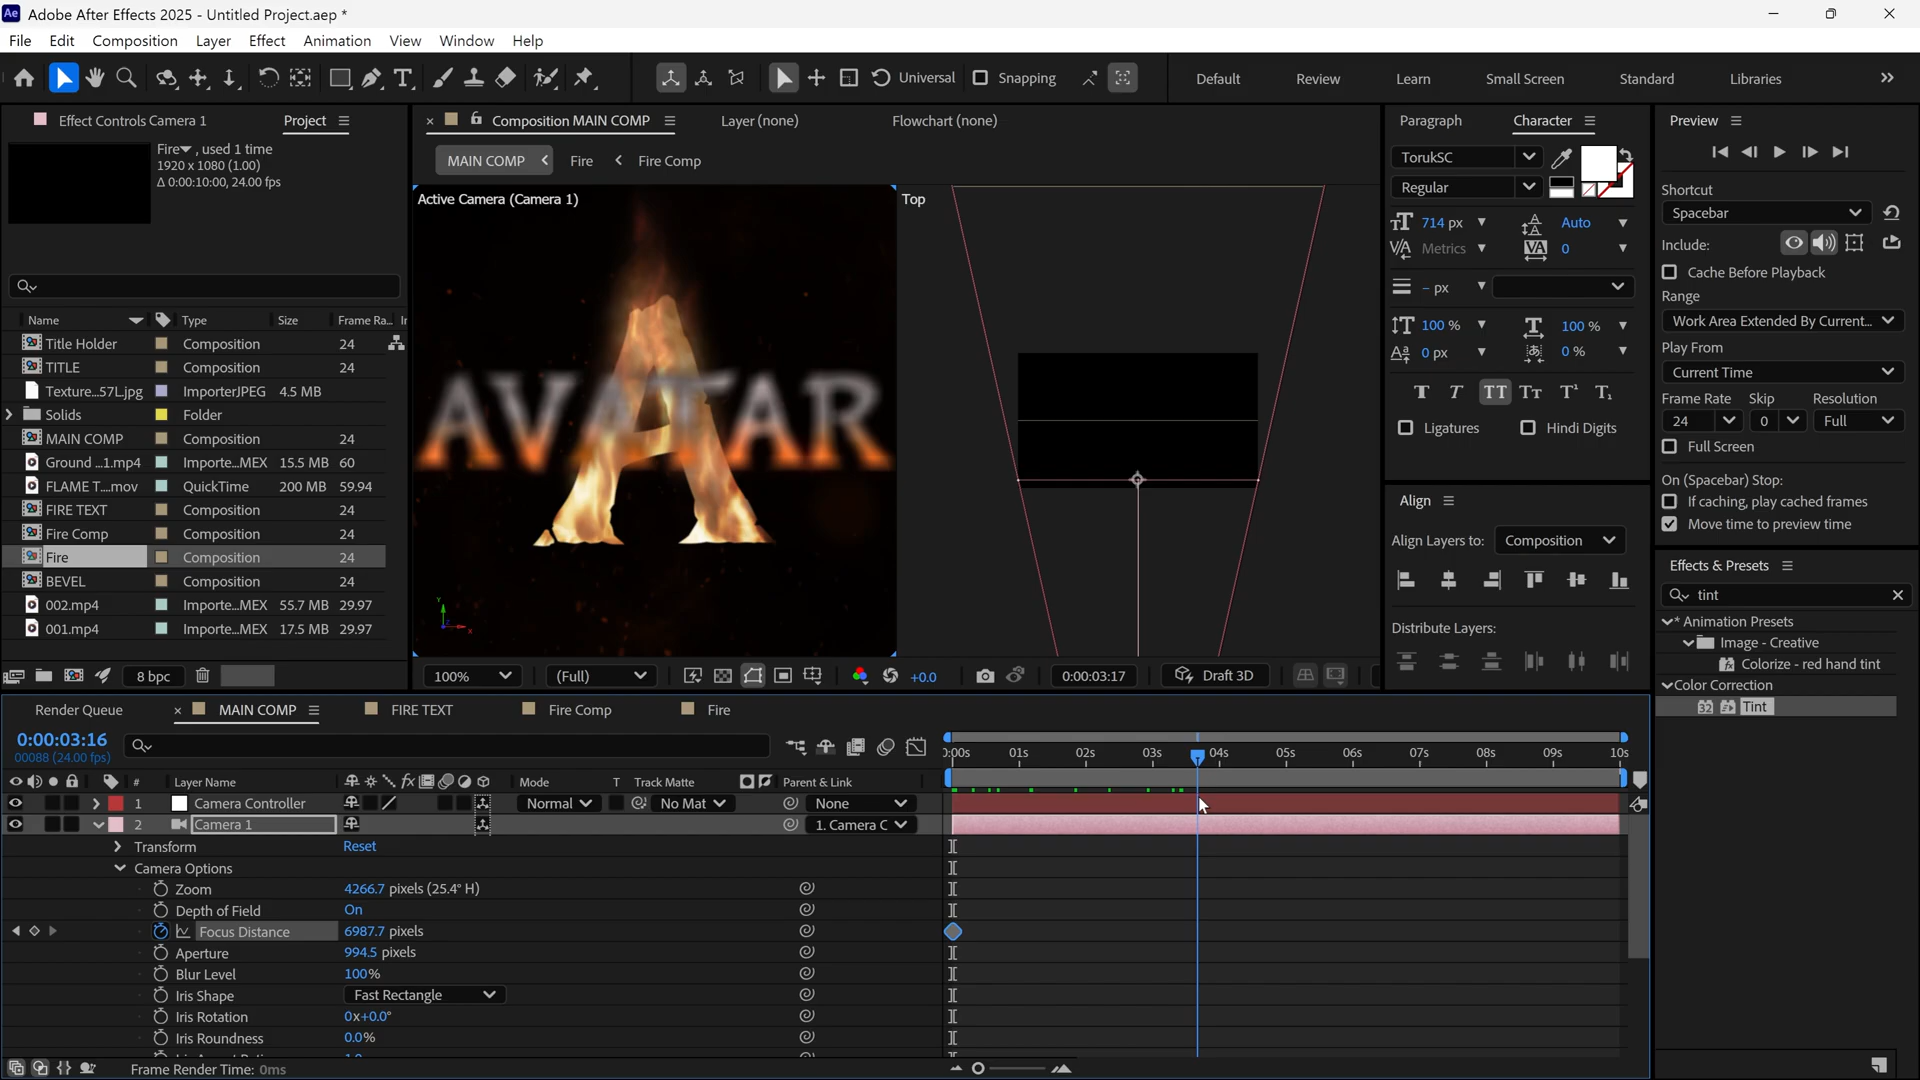 Adobe After Effects 2025 - Untitled Project.aep *
File Edit Composition Layer Effect Animation View Window Help
Universal Snapping Default Review Learn Small Screen Standard Libraries
Effect Controls Camera 1 Project
Fire, used 1 time
1920 x 1080 (1.00)
Δ 0:00:10:00, 24.00 fps
Name Type Size Frame Ra...
Title Holder Composition 24
TITLE Composition 24
Texture...57L.jpg ImporterJPEG 4.5 MB
Solids Folder
MAIN COMP Composition 24
Ground ...1.mp4 Importe...MEX 15.5 MB 60
FLAME T....mov QuickTime 200 MB 59.94
FIRE TEXT Composition 24
Fire Comp Composition 24
Fire Composition 24
BEVEL Composition 24
002.mp4 Importe...MEX 55.7 MB 29.97
001.mp4 Importe...MEX 17.5 MB 29.97
8 bpc
Composition MAIN COMP Layer (none) Flowchart (none)
MAIN COMP Fire Fire Comp
Active Camera (Camera 1) Top
A
AVATAR
100% (Full) +0.0 0:00:03:17 Draft 3D
Paragraph Character
TorukSC
Regular
714 px Auto
Metrics 0
– px
100 % 100 %
0 px 0 %
Ligatures Hindi Digits
Align
Align Layers to: Composition
Distribute Layers:
Preview
Shortcut
Spacebar
Include:
Cache Before Playback
Range
Work Area Extended By Current...
Play From
Current Time
Frame Rate Skip Resolution
24 0 Full
Full Screen
On (Spacebar) Stop:
If caching, play cached frames
Move time to preview time
Effects & Presets
tint
* Animation Presets
Image - Creative
Colorize - red hand tint
Color Correction
32 Tint
Render Queue MAIN COMP FIRE TEXT Fire Comp Fire
0:00:03:16
00088 (24.00 fps)
0:00s 01s 02s 03s 04s 05s 06s 07s 08s 09s 10s
# Layer Name Mode T Track Matte Parent & Link
1 Camera Controller Normal No Mat None
2 Camera 1 1. Camera C
Transform Reset
Camera Options
Zoom 4266.7 pixels (25.4° H)
Depth of Field On
Focus Distance 6987.7 pixels
Aperture 994.5 pixels
Blur Level 100%
Iris Shape Fast Rectangle
Iris Rotation 0x+0.0°
Iris Roundness 0.0%
Frame Render Time: 0ms